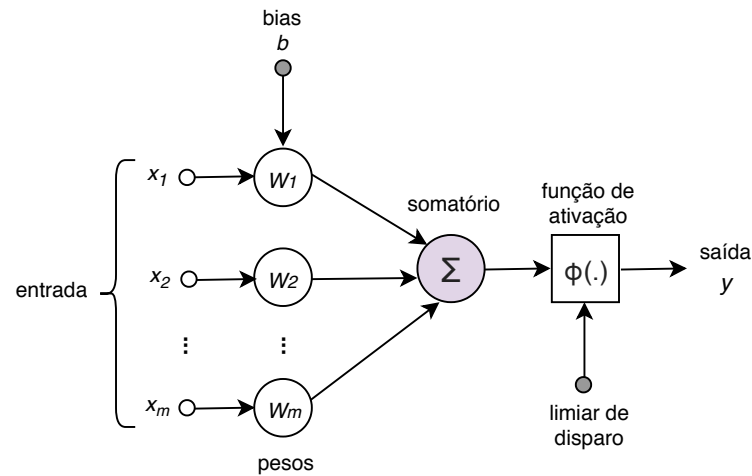 bias
b
x1
W1
função de
ativação
somatório
saída
y
entrada
x2
W2
Σ
ϕ(.)
⋮ ⋮
xm
Wm
limiar de
disparo
pesos